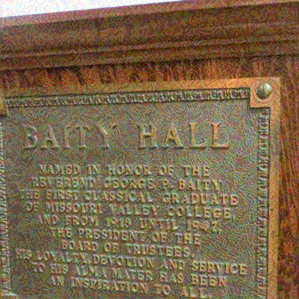 BAITY HALL
NAMED IN HONOR OF THE
REVEREND GEORGE P. BAITY,
THE FIRST CLASSICAL GRADUATE
OF MISSOURI VALLEY COLLEGE,
AND FROM 1919 UNTIL
THE PRESIDENT OF THE
BOARD OF TRUSTEES.
HIS LOYALTY, DEVOTION AND SERVICE
TO HIS ALMA MATER HAS BEEN
AN INSPIRATION TO ALL